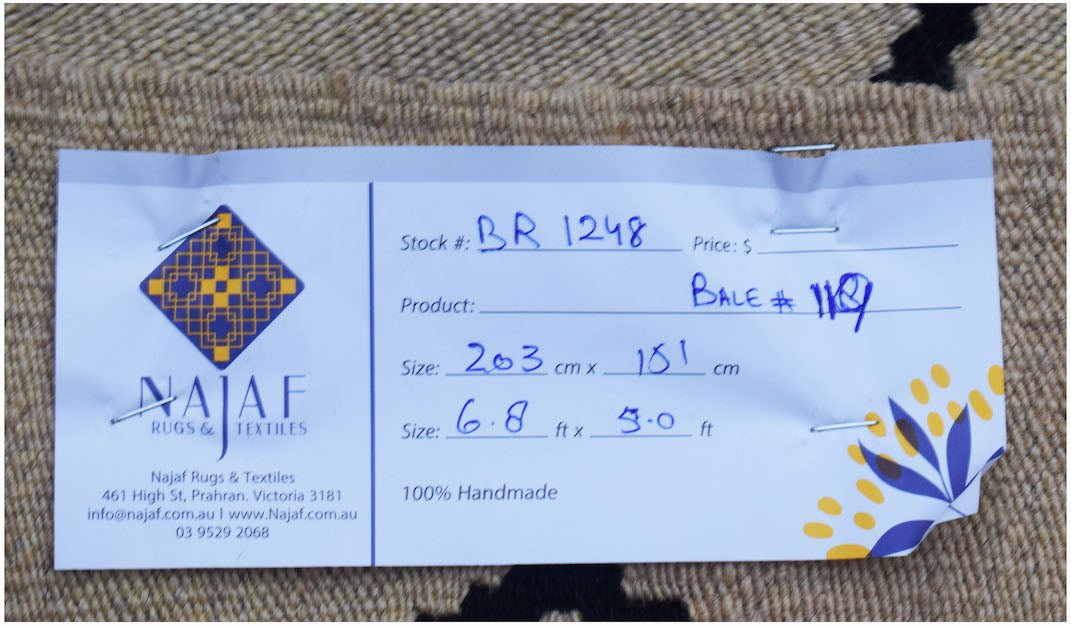 NAJAF
RUGS & TEXTILES
Najaf Rugs & Textiles
461 High St, Prahran. Victoria 3181
info@najaf.com.au | www.Najaf.com.au
03 9529 2068
Stock #: BR 1248 Price: $
Product: BALE #
Size: 203 cm x 151 cm
Size: 6.8 ft x 5.0 ft
100% Handmade